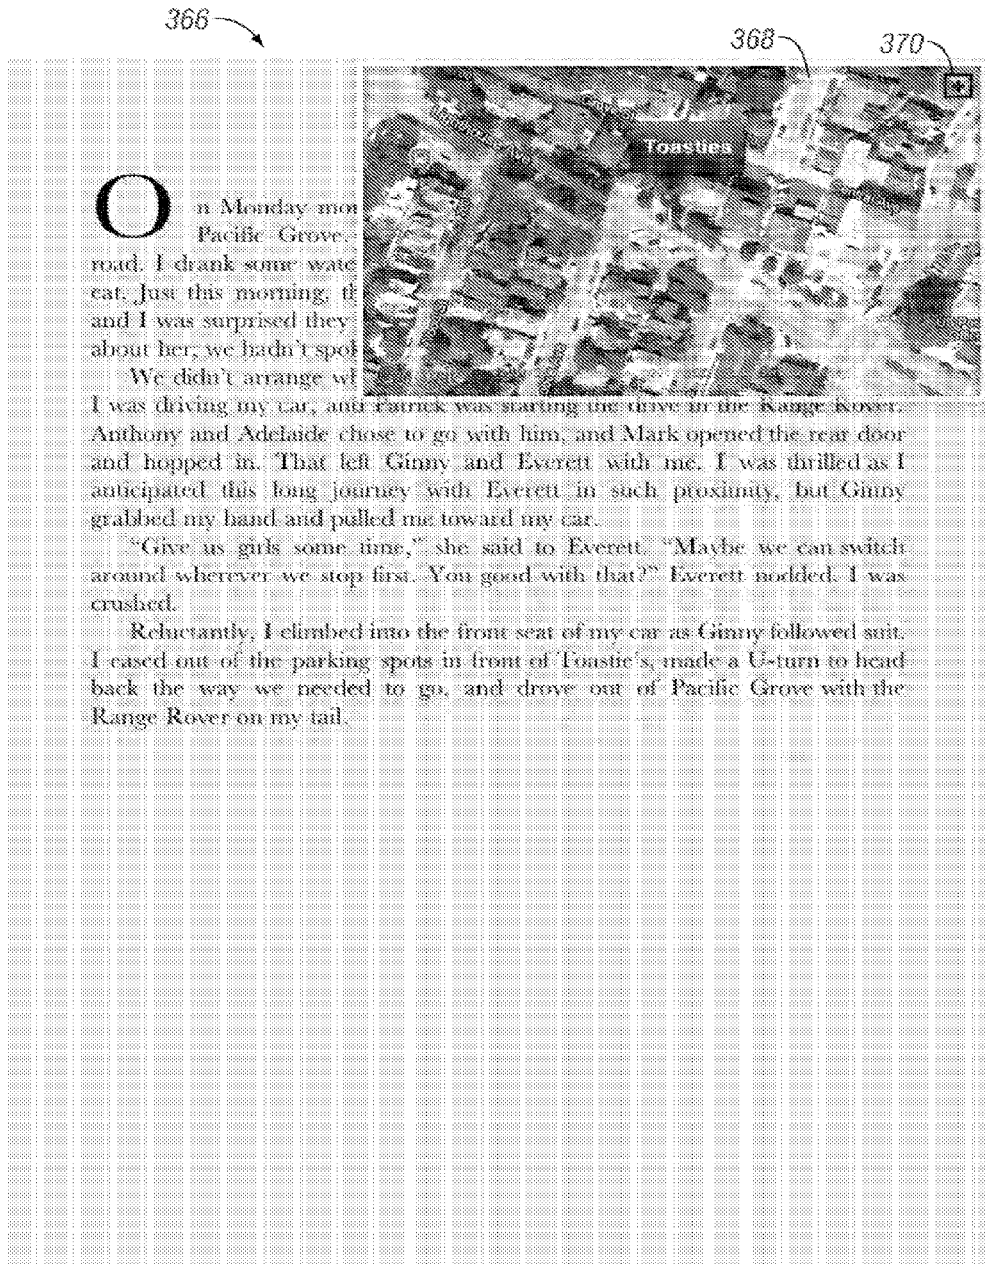 366
368
370
Toasties
On Monday mor
Pacific Grove.
road. I drank some wate
eat. Just this morning, th
and I was surprised they
about her; we hadn't spok
We didn't arrange wh
I was driving my car, and Patrick was starting the drive in the Range Rover.
Anthony and Adelaide chose to go with him, and Mark opened the rear door
and hopped in. That left Ginny and Everett with me. I was thrilled as I
anticipated this long journey with Everett in such proximity, but Ginny
grabbed my hand and pulled me toward my car.
“Give us girls some time,” she said to Everett. “Maybe we can switch
around wherever we stop first. You good with that?” Everett nodded. I was
crushed.
Reluctantly, I climbed into the front seat of my car as Ginny followed suit.
I eased out of the parking spots in front of Toastie's, made a U-turn to head
back the way we needed to go, and drove out of Pacific Grove with the
Range Rover on my tail.